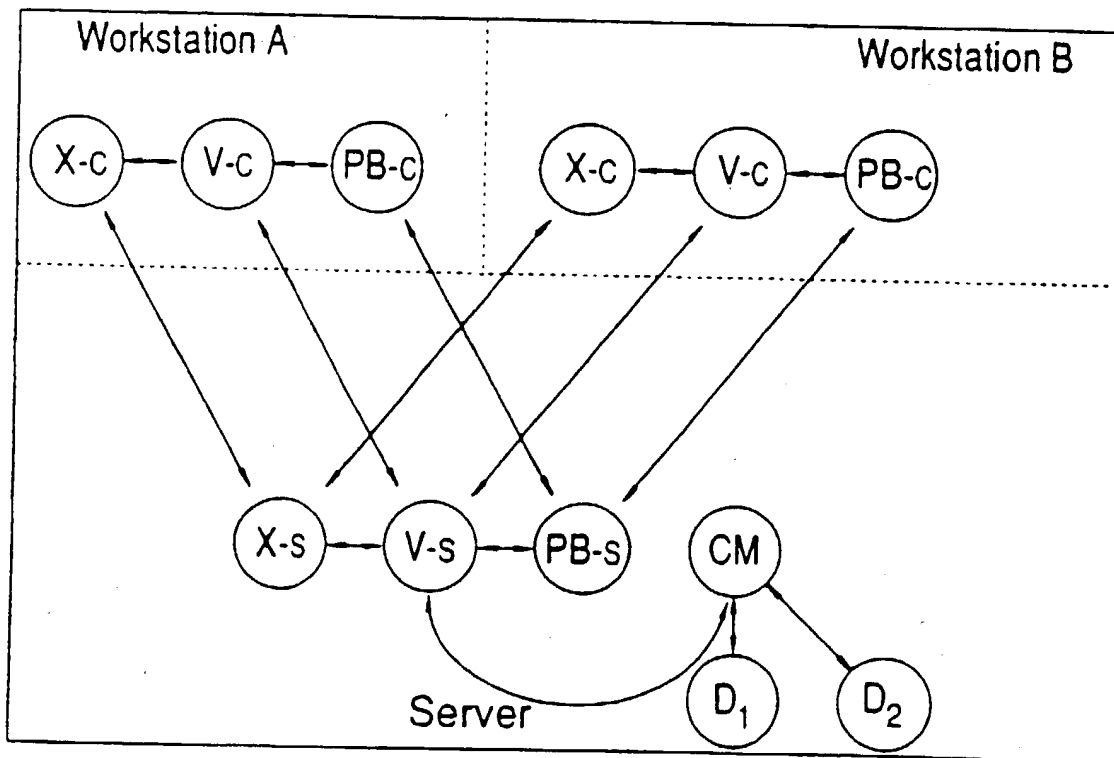 Workstation A
Workstation B
X-c
V-c
PB-c
X-c
V-c
PB-c
X-s
V-s
PB-s
CM
Server
D1
D2